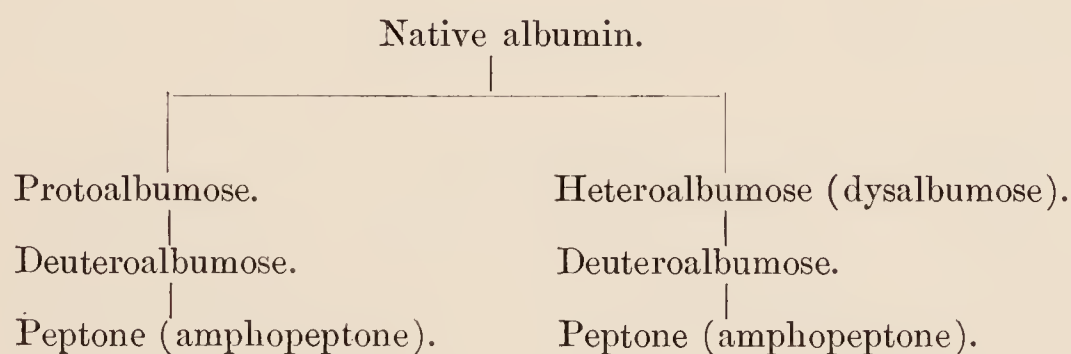 Native albumin.
Protoalbumose. Heteroalbumose (dysalbumose).
Deuteroalbumose. Deuteroalbumose.
Peptone (amphopeptone). Peptone (amphopeptone).